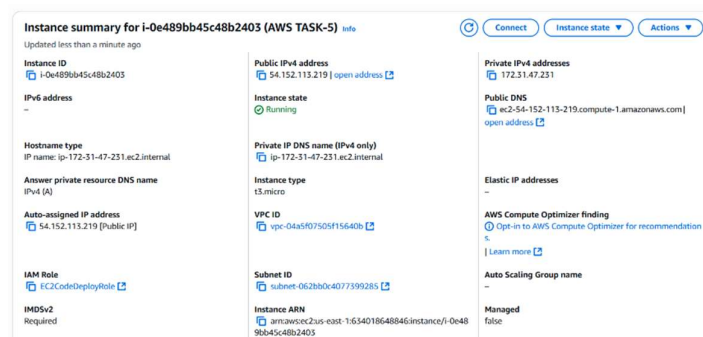 Instance summary for i-0e489bb45c48b2403 (AWS TASK-5) Info
Connect
Instance state ▼
Actions ▼
Updated less than a minute ago
Instance ID
i-0e489bb45c48b2403
Public IPv4 address
54.152.113.219 | open address
Private IPv4 addresses
172.31.47.231
IPv6 address
–
Instance state
Running
Public DNS
ec2-54-152-113-219.compute-1.amazonaws.com |
open address
Hostname type
IP name: ip-172-31-47-231.ec2.internal
Private IP DNS name (IPv4 only)
ip-172-31-47-231.ec2.internal
Answer private resource DNS name
IPv4 (A)
Instance type
t3.micro
Elastic IP addresses
–
Auto-assigned IP address
54.152.113.219 [Public IP]
VPC ID
vpc-04a5f07505f15640b
AWS Compute Optimizer finding
Opt-in to AWS Compute Optimizer for recommendation
s.
| Learn more
IAM Role
EC2CodeDeployRole
Subnet ID
subnet-062bb0c4077399285
Auto Scaling Group name
–
IMDSv2
Required
Instance ARN
arn:aws:ec2:us-east-1:634018648846:instance/i-0e48
9bb45c48b2403
Managed
false